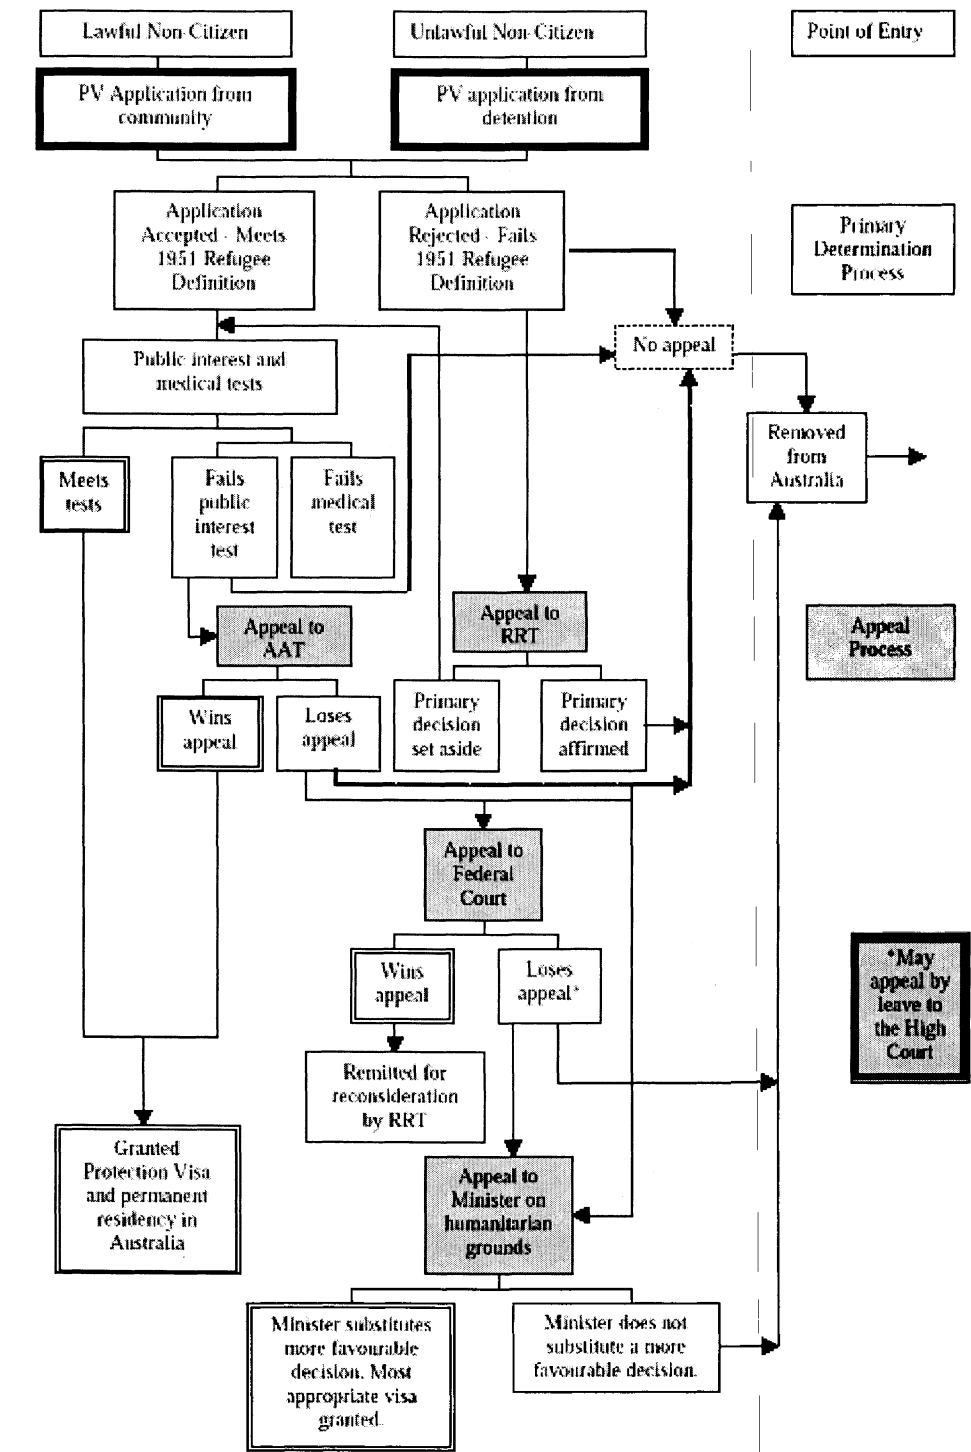 Lawful Non-Citizen
Unlawful Non-Citizen
Point of Entry
PV Application from
community
PV application from
detention
Application
Accepted - Meets
1951 Refugee
Definition
Application
Rejected - Fails
1951 Refugee
Definition
Primary
Determination
Process
No appeal
Public interest and
medical tests
Removed
from
Australia
Meets
tests
Fails
public
interest
test
Fails
medical
test
Appeal to
AAT
Appeal to
RRT
Appeal
Process
Wins
appeal
Loses
appeal
Primary
decision
set aside
Primary
decision
affirmed
Appeal to
Federal
Court
Wins
appeal
Loses
appeal*
*May
appeal by
leave to
the High
Court
Remitted for
reconsideration
by RRT
Granted
Protection Visa
and permanent
residency in
Australia
Appeal to
Minister on
humanitarian
grounds
Minister substitutes
more favourable
decision. Most
appropriate visa
granted.
Minister does not
substitute a more
favourable decision.